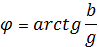 φ = arctg b/g